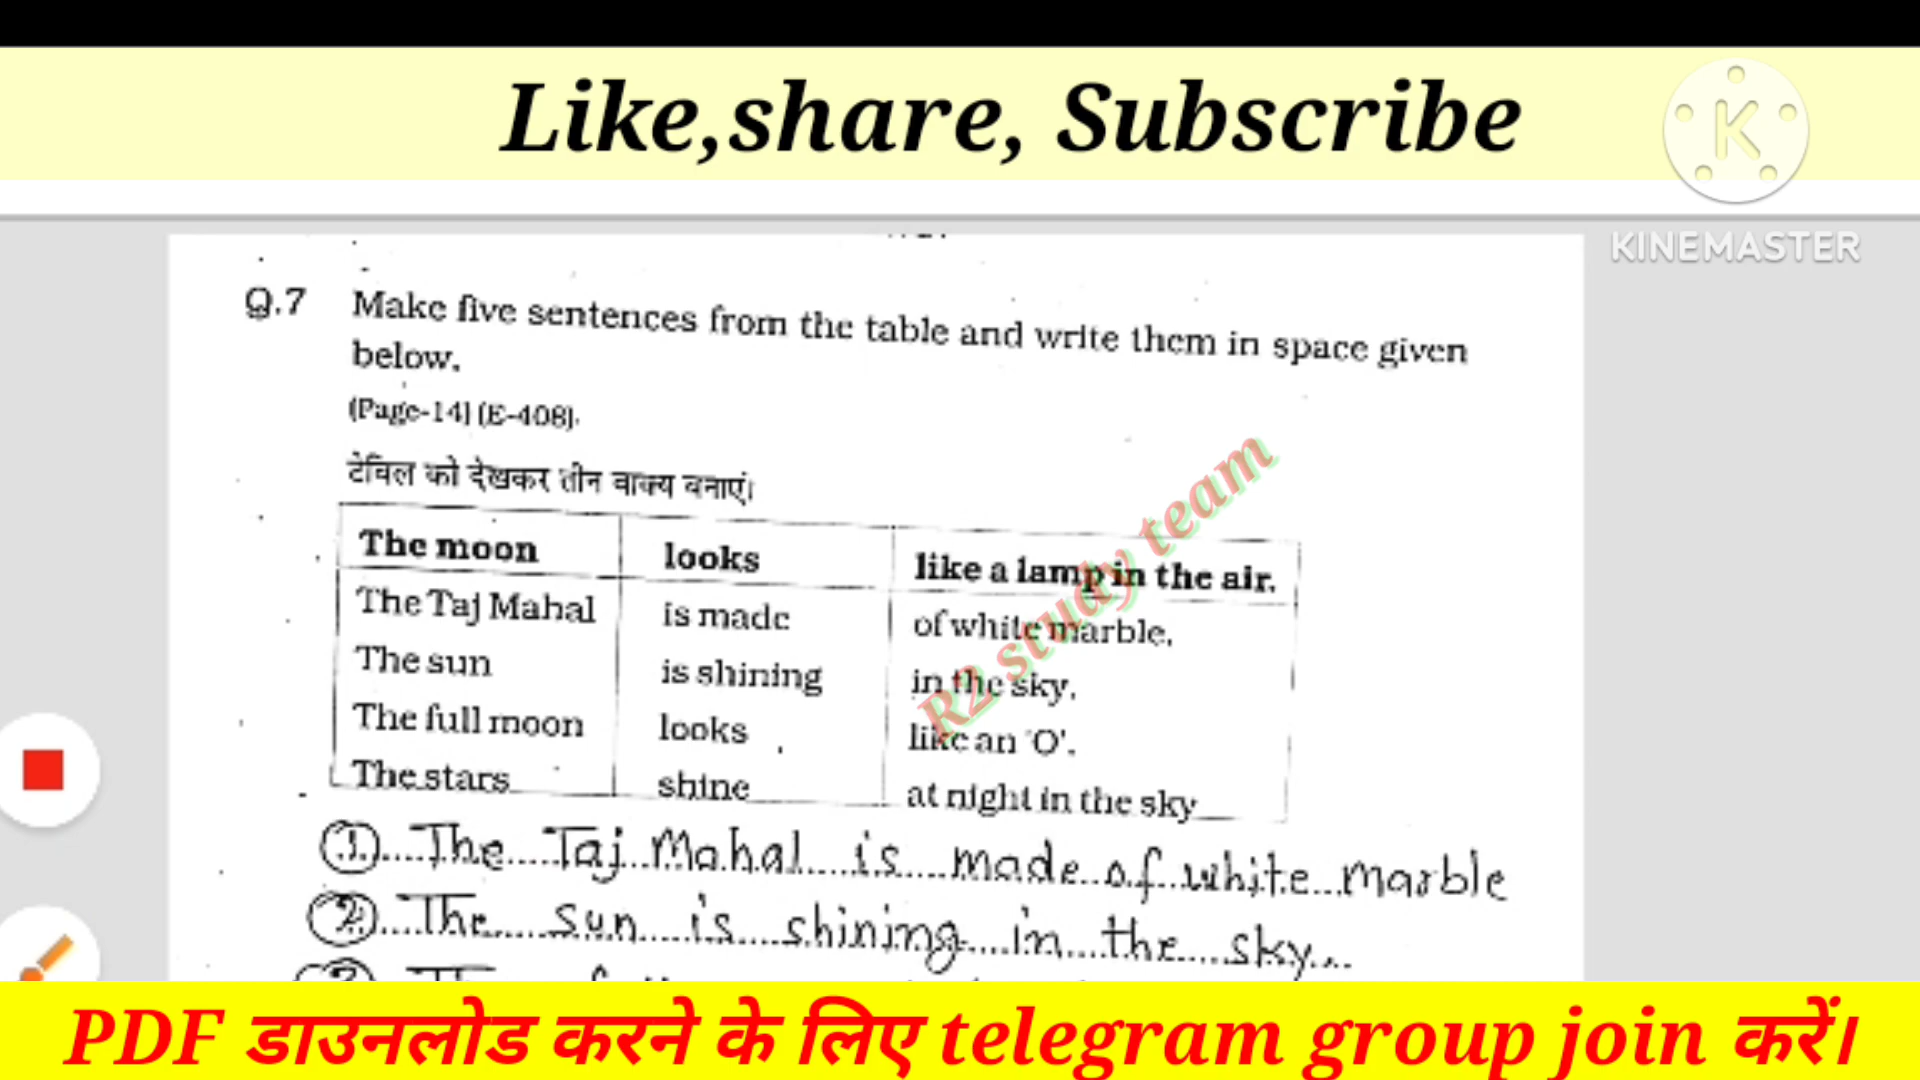 Like,share, Subscribe
K
KINEMASTER
Q.7 Make five sentences from the table and write them in space given
below.
(Page-14) (E-408).
टेविल को देखकर तीन वाक्य बनाएं।
The moon looks like a lamp in the air.
The Taj Mahal is made of white marble.
The sun is shining in the sky.
The full moon looks like an 'O'.
The stars shine at night in the sky
R2 study team
① The Taj Mahal is made of white marble
② The sun is shining in the sky
PDF डाउनलोड करने के लिए telegram group join करें।